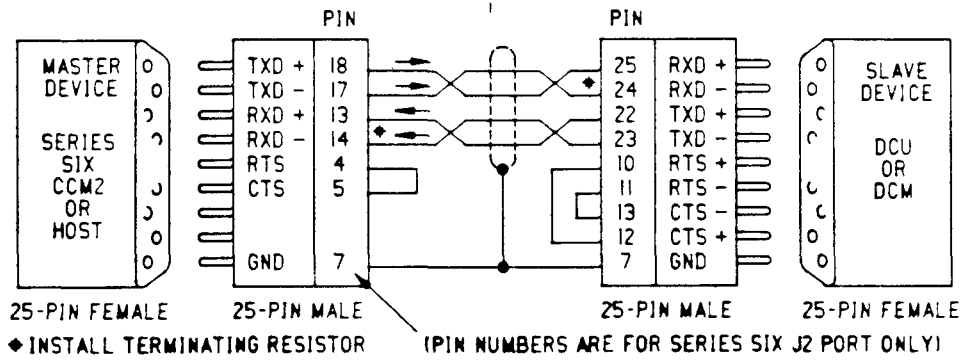 PIN PIN
MASTER DEVICE
SERIES SIX CCM2 OR HOST
TXD + 18
TXD - 17
RXD + 13
RXD - 14
RTS 4
CTS 5
GND 7
25 RXD +
24 RXD -
22 TXD +
23 TXD -
10 RTS +
11 RTS -
13 CTS -
12 CTS +
7 GND
SLAVE DEVICE
DCU OR DCM
25-PIN FEMALE 25-PIN MALE 25-PIN MALE 25-PIN FEMALE
◆ INSTALL TERMINATING RESISTOR (PIN NUMBERS ARE FOR SERIES SIX J2 PORT ONLY)